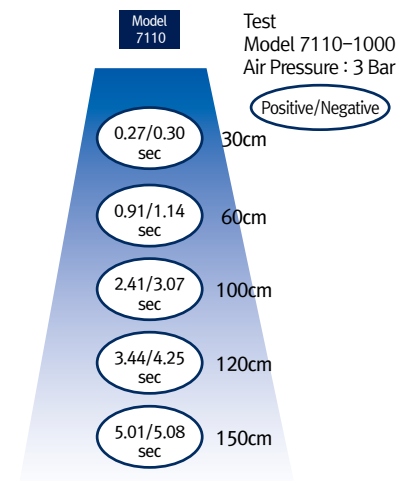 Model
7110
Test
Model 7110-1000
Air Pressure : 3 Bar
Positive/Negative
0.27/0.30
sec
30cm
0.91/1.14
sec
60cm
2.41/3.07
sec
100cm
3.44/4.25
sec
120cm
5.01/5.08
sec
150cm